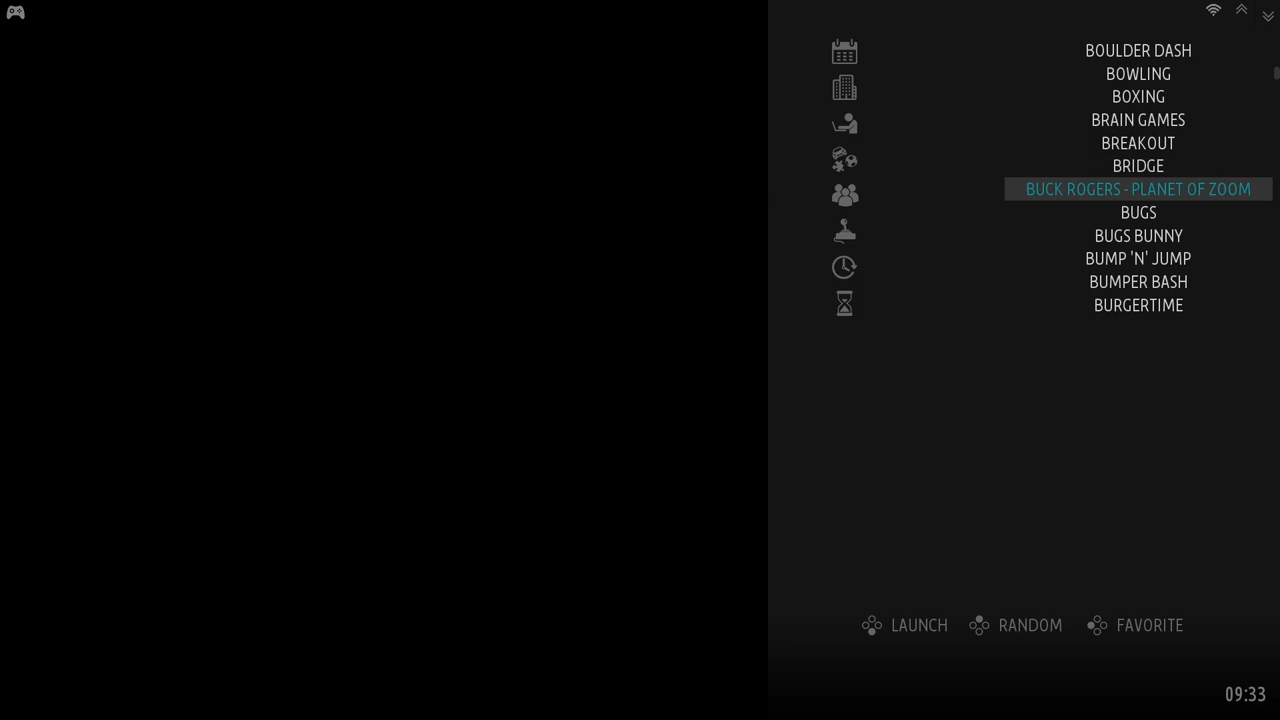 BOULDER DASH
BOWLING
BOXING
BRAIN GAMES
BREAKOUT
BRIDGE
BUCK ROGERS - PLANET OF ZOOM
BUGS
BUGS BUNNY
BUMP 'N' JUMP
BUMPER BASH
BURGERTIME
LAUNCH RANDOM FAVORITE
09:33